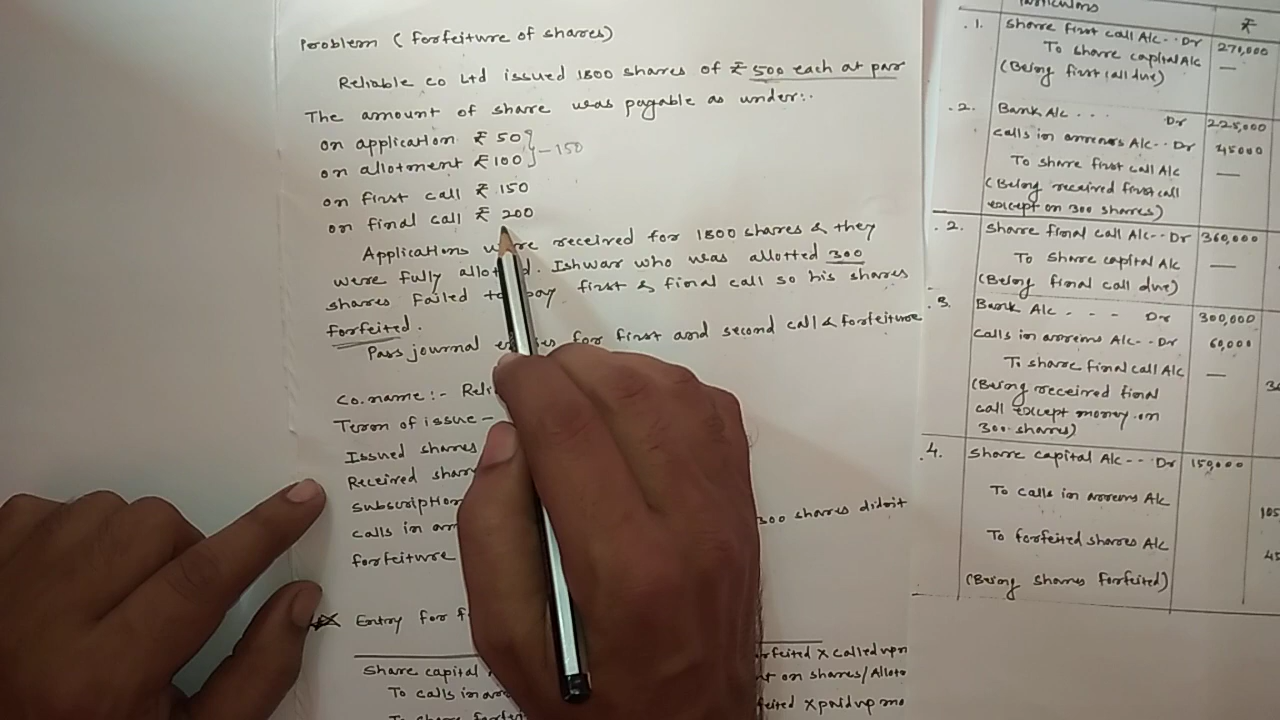 Problem (Forfeiture of shares)
Reliable Co Ltd issued 1800 shares of ₹ 500 each at par
The amount of share was payable as under:.
on application ₹ 50
on allotment ₹ 100
- 150
on first call ₹ 150
on final call ₹ 200
Applications were received for 1800 shares & they
were fully . Ishwar who was allotted 300
shares failed to pay first & final call so his shares
forfeited.
Pass journal for first and second call & forfeiture
Co. name :-
Term of issue -
Issued shares
Received
subscription
calls in
300 shares didn't
forfeiture
Entry for
Share capital
x called upon
To calls in
on shares/
To share
x paid up
Particulars
₹
.1. Share first call A/c .. Dr 270,000
To share capital A/c —
(Being first call due)
.2. Bank A/c ... Dr 225,000
calls in arrears A/c .. Dr 45000
To share first call A/c —
(Being received first call
except on 300 shares)
.2. Share final call A/c .. Dr 360,000
To share capital A/c —
(Being final call due)
.3. Bank A/c - - - Dr 300,000
calls in arrears A/c .. Dr 60,000
To share final call A/c —
(Being received final
call except money on
300 shares)
.4. Share capital A/c -- Dr 150000
To calls in arrears A/c
To forfeited shares A/c
(Being shares forfeited)